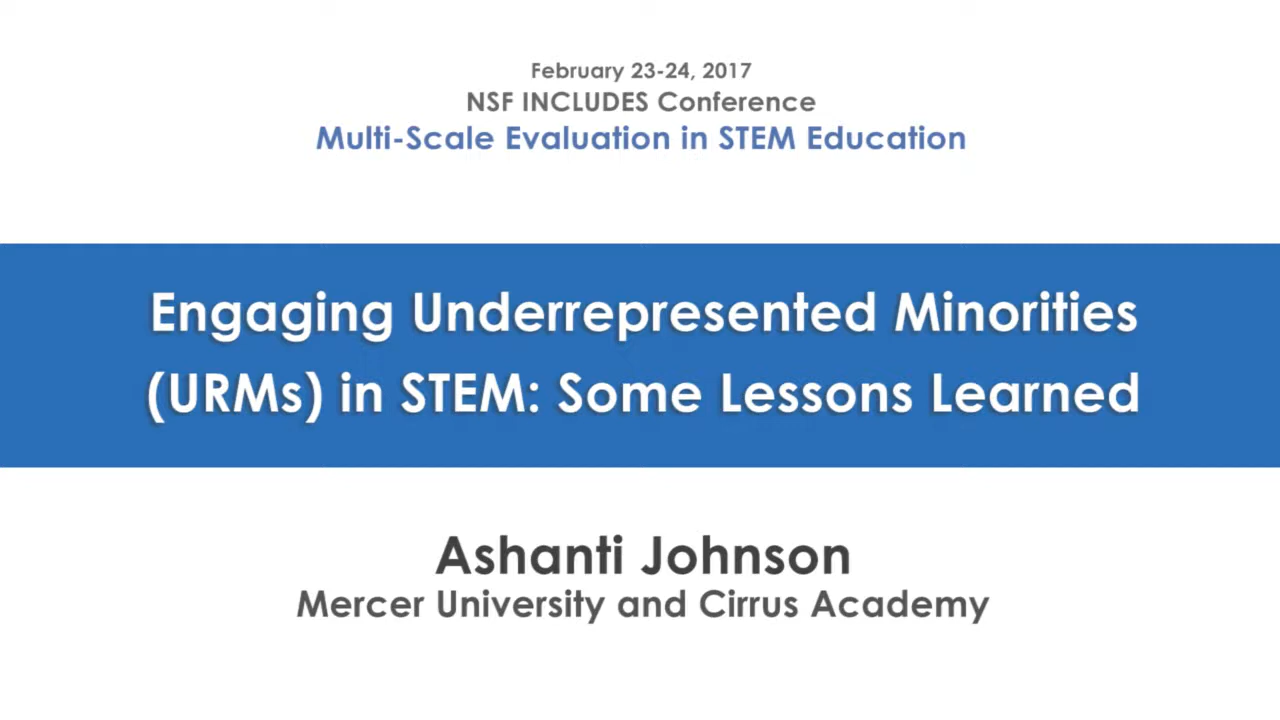 February 23-24, 2017
NSF INCLUDES Conference
Multi-Scale Evaluation in STEM Education
Engaging Underrepresented Minorities
(URMs) in STEM: Some Lessons Learned
Ashanti Johnson
Mercer University and Cirrus Academy